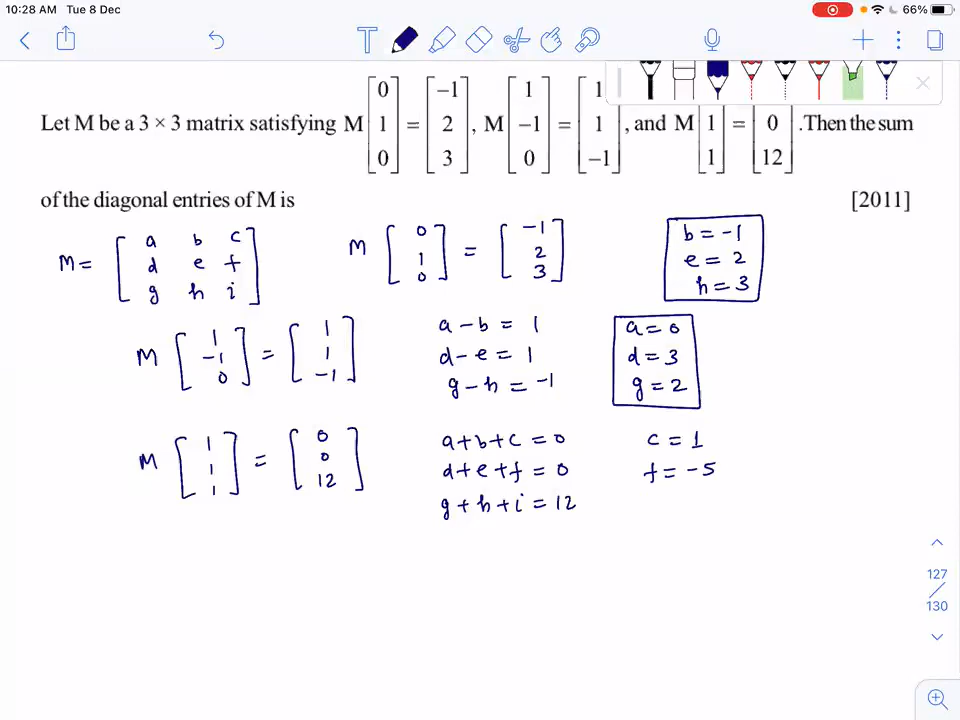 10:28 AM Tue 8 Dec 66%
T
Let M be a 3 × 3 matrix satisfying M [0 1 0] = [−1 2 3], M [1 −1 0] = [1 1 −1], and M [1 1] = [0 12]. Then the sum
of the diagonal entries of M is [2011]
M = [a b c
d e f
g h i]
M [0 1 0] = [−1 2 3]
b = −1
e = 2
h = 3
M [1 −1 0] = [1 1 −1]
a − b = 1
d − e = 1
g − h = −1
a = 0
d = 3
g = 2
M [1 1 1] = [0 0 12]
a + b + c = 0
d + e + f = 0
g + h + i = 12
c = 1
f = −5
127
/
130